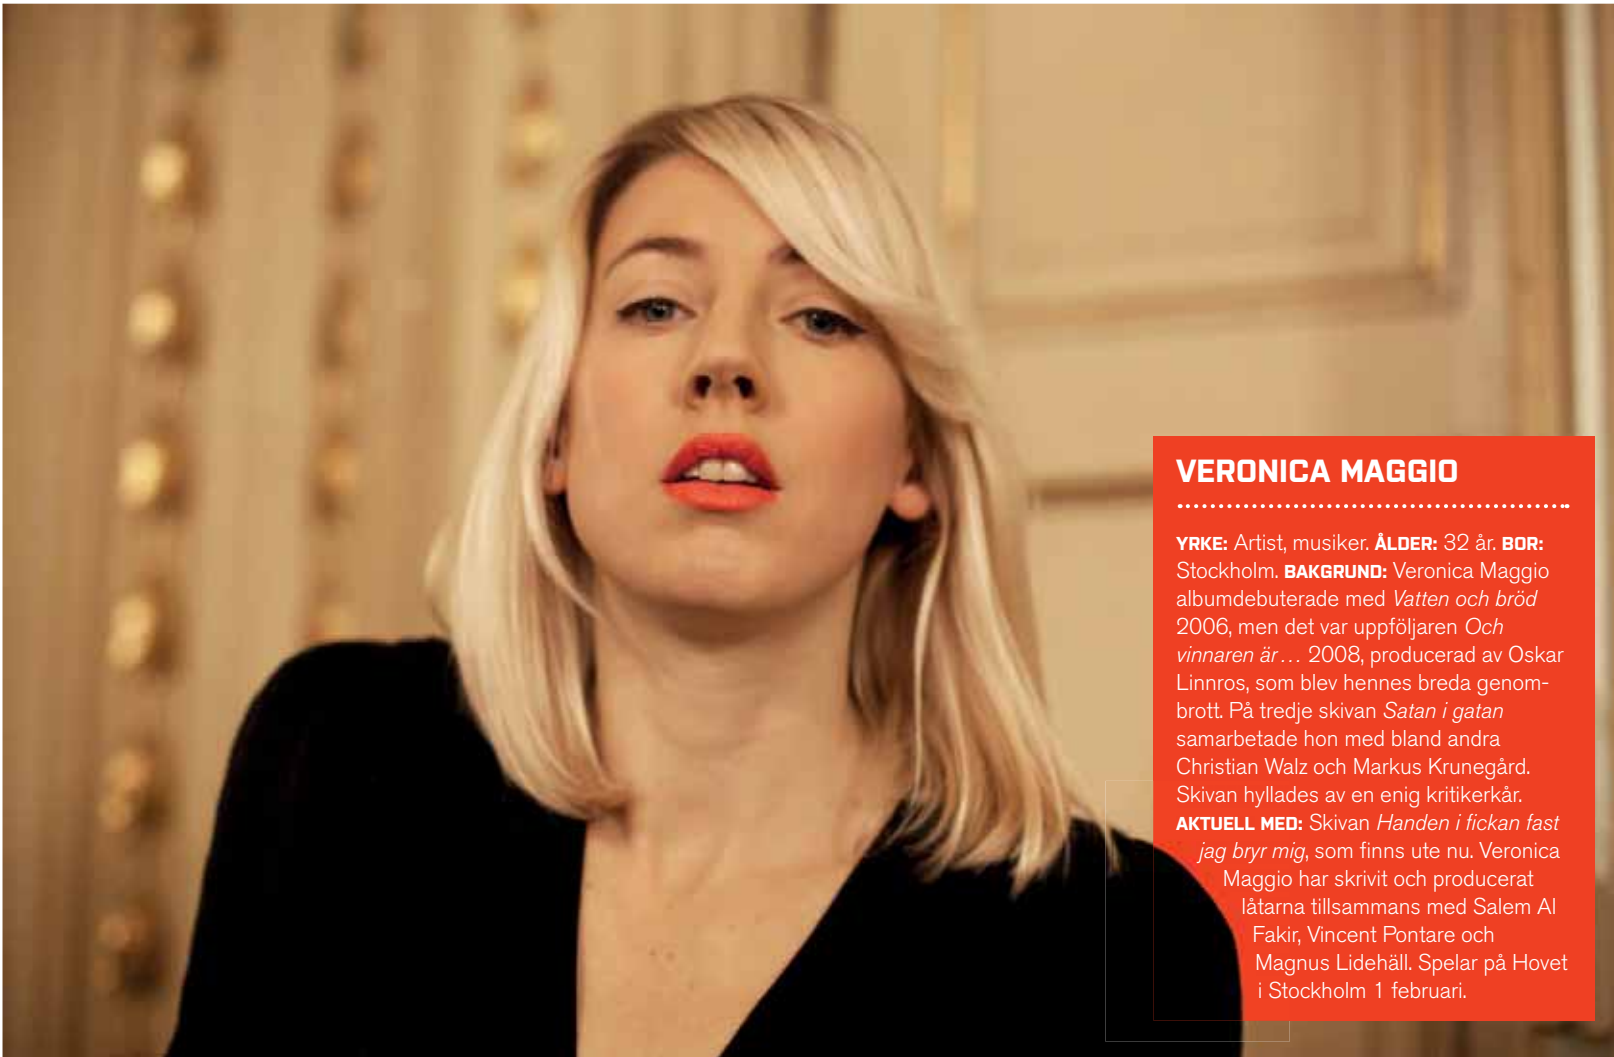 VERONICA MAGGIO
YRKE: Artist, musiker. ÅLDER: 32 år. BOR:
Stockholm. BAKGRUND: Veronica Maggio
albumdebuterade med Vatten och bröd
2006, men det var uppföljaren Och
vinnaren är… 2008, producerad av Oskar
Linnros, som blev hennes breda genom-
brott. På tredje skivan Satan i gatan
samarbetade hon med bland andra
Christian Walz och Markus Krunegård.
Skivan hyllades av en enig kritikerkår.
AKTUELL MED: Skivan Handen i fickan fast
jag bryr mig, som finns ute nu. Veronica
Maggio har skrivit och producerat
låtarna tillsammans med Salem Al
Fakir, Vincent Pontare och
Magnus Lidehäll. Spelar på Hovet
i Stockholm 1 februari.